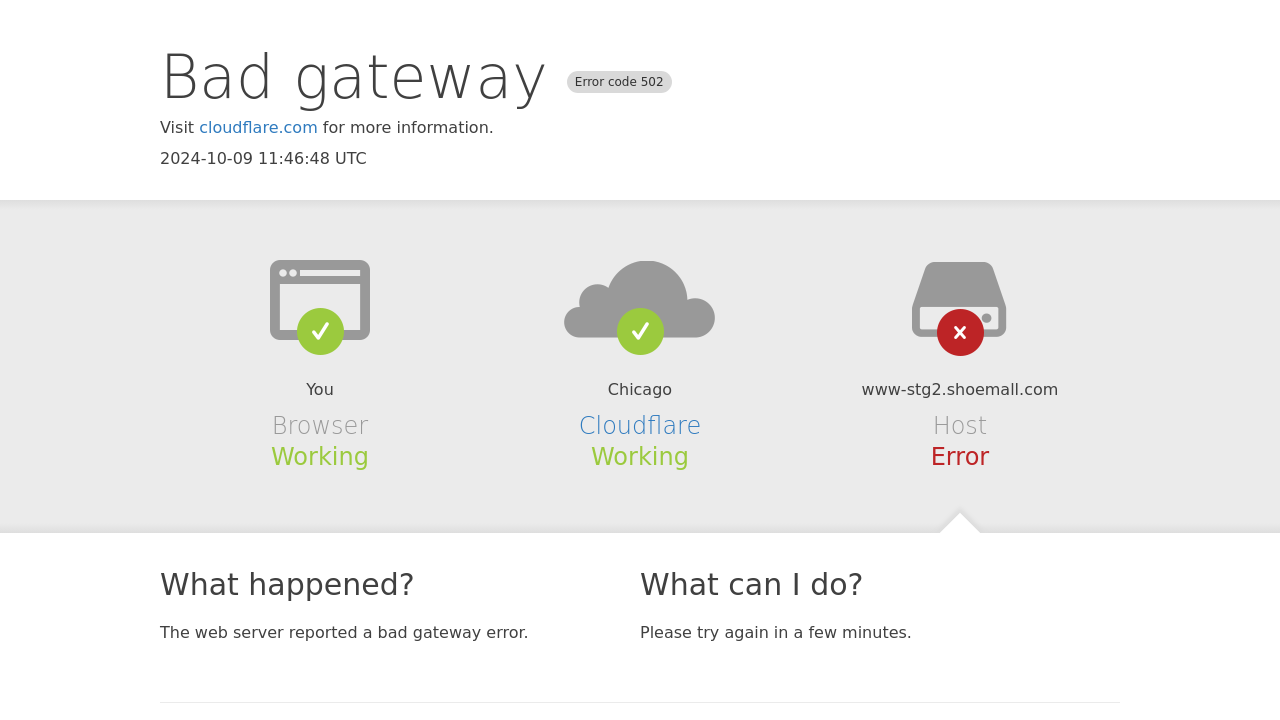 Bad gateway Error code 502
Visit cloudflare.com for more information.
2024-10-09 11:46:48 UTC
You
Browser
Working
Chicago
Cloudflare
Working
www-stg2.shoemall.com
Host
Error
What happened?
The web server reported a bad gateway error.
What can I do?
Please try again in a few minutes.